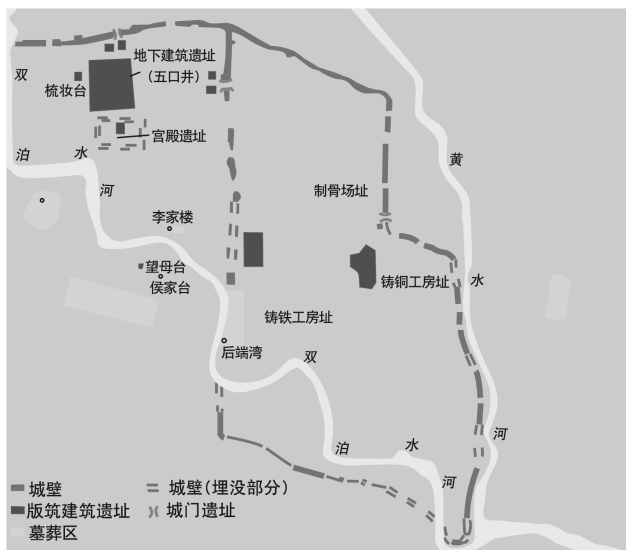 地下建筑遗址
（五口井）
双
梳妆台
宫殿遗址
泊
水
河
黄
制骨场址
李家楼
望母台
侯家台
铸铜工房址
水
铸铁工房址
后端湾
双
泊
水
河
河
城壁
城壁（埋没部分）
版筑建筑遗址
城门遗址
墓葬区